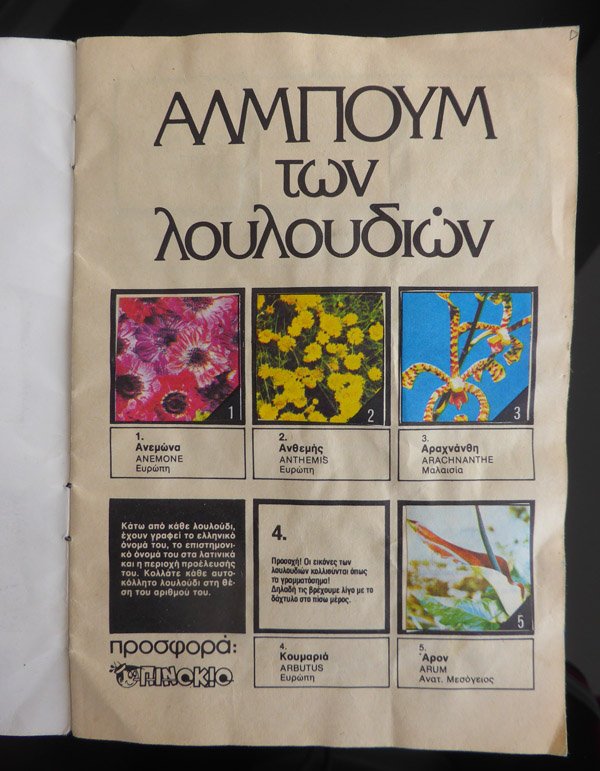 ΑΛΜΠΟΥΜ
των
λουλουδιών
1
2
3
1.
Ανεμώνα
ANEMONE
Ευρώπη
2.
Ανθεμής
ANTHEMIS
Ευρώπη
3.
Αραχνάνθη
ARACHNANTHE
Μαλαισία
Κάτω από κάθε λουλούδι,
έχουν γραφεί το ελληνικό
όνομά του, το επιστημονι-
κό όνομά του στα λατινικά
και η περιοχή προέλευσής
του. Κολλάτε κάθε αυτο-
κόλλητο λουλούδι στη θέ-
ση του αριθμού του.
προσφορά:
ΠΙΝΟΚΙΟ
4.
Προσοχή! Οι εικόνες των
λουλουδιών κολλιούνται όπως
τα γραμματόσημα!
Δηλαδή τις βρέχουμε λίγο με το
δάχτυλο στο πίσω μέρος.
5
4.
Κουμαριά
ARBUTUS
Ευρώπη
5.
Άρον
ARUM
Ανατ. Μεσόγειος